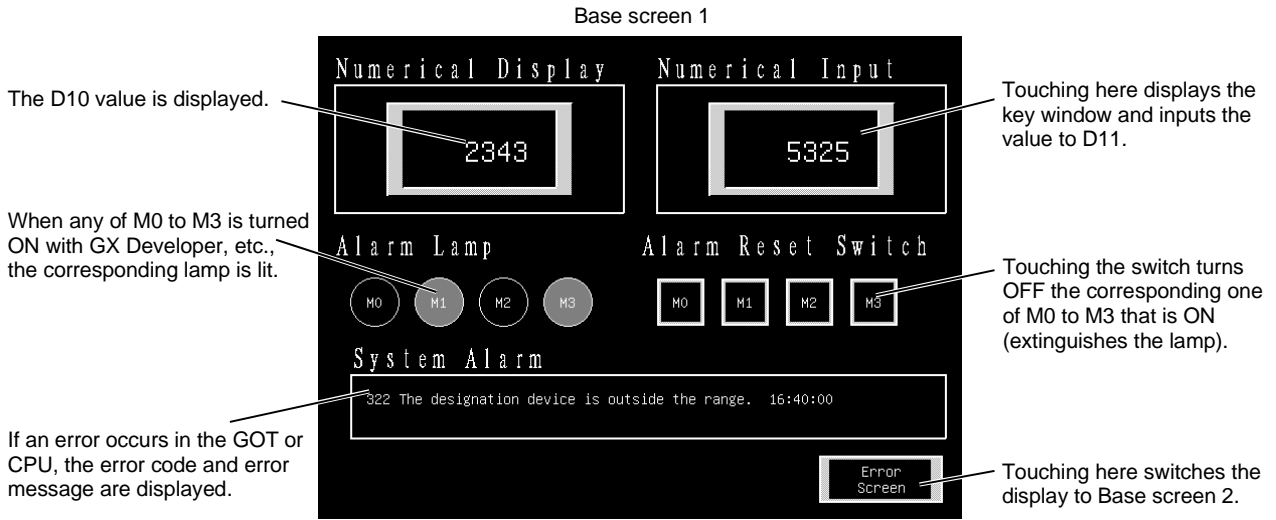 Base screen 1
Numerical Display
Numerical Input
The D10 value is displayed.
2343
5325
Touching here displays the
key window and inputs the
value to D11.
When any of M0 to M3 is turned
ON with GX Developer, etc.,
the corresponding lamp is lit.
Alarm Lamp
Alarm Reset Switch
M0 M1 M2 M3
M0 M1 M2 M3
Touching the switch turns
OFF the corresponding one
of M0 to M3 that is ON
(extinguishes the lamp).
System Alarm
322 The designation device is outside the range. 16:40:00
If an error occurs in the GOT or
CPU, the error code and error
message are displayed.
Error
Screen
Touching here switches the
display to Base screen 2.